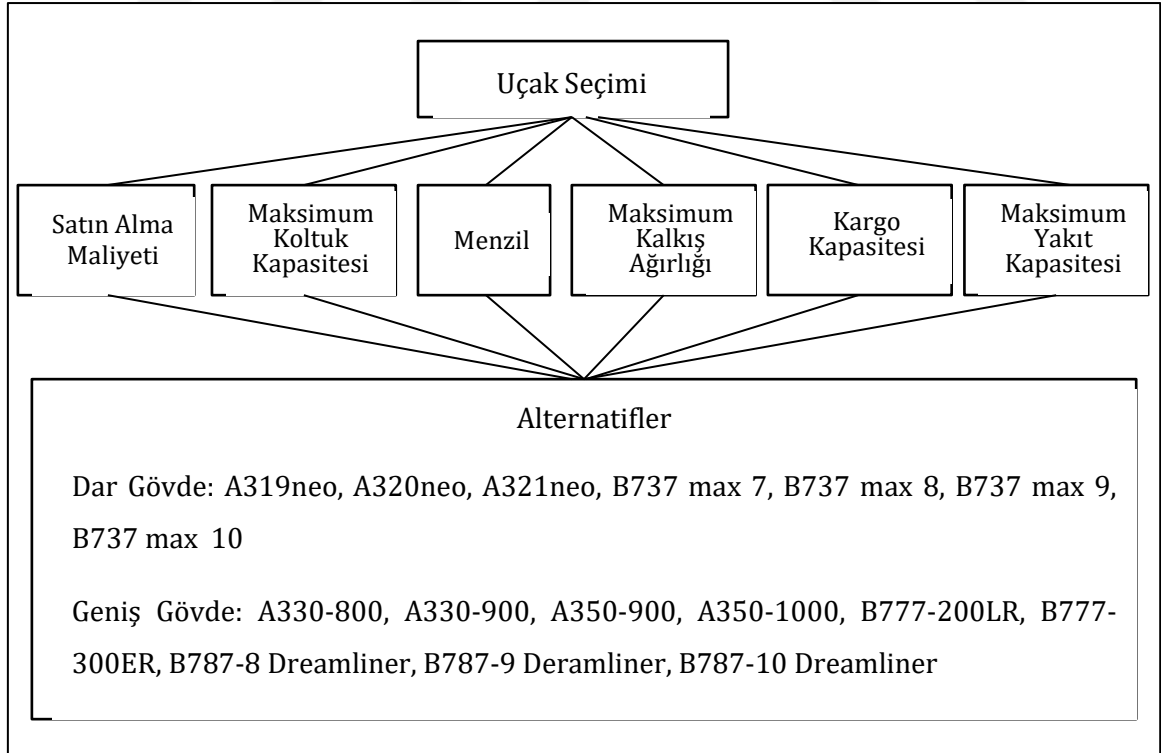 Uçak Seçimi
Satın Alma
Maliyeti
Maksimum
Koltuk
Kapasitesi
Menzil
Maksimum
Kalkış
Ağırlığı
Kargo
Kapasitesi
Maksimum
Yakıt
Kapasitesi
Alternatifler
Dar Gövde: A319neo, A320neo, A321neo, B737 max 7, B737 max 8, B737 max 9,
B737 max 10
Geniş Gövde: A330-800, A330-900, A350-900, A350-1000, B777-200LR, B777-
300ER, B787-8 Dreamliner, B787-9 Deramliner, B787-10 Dreamliner